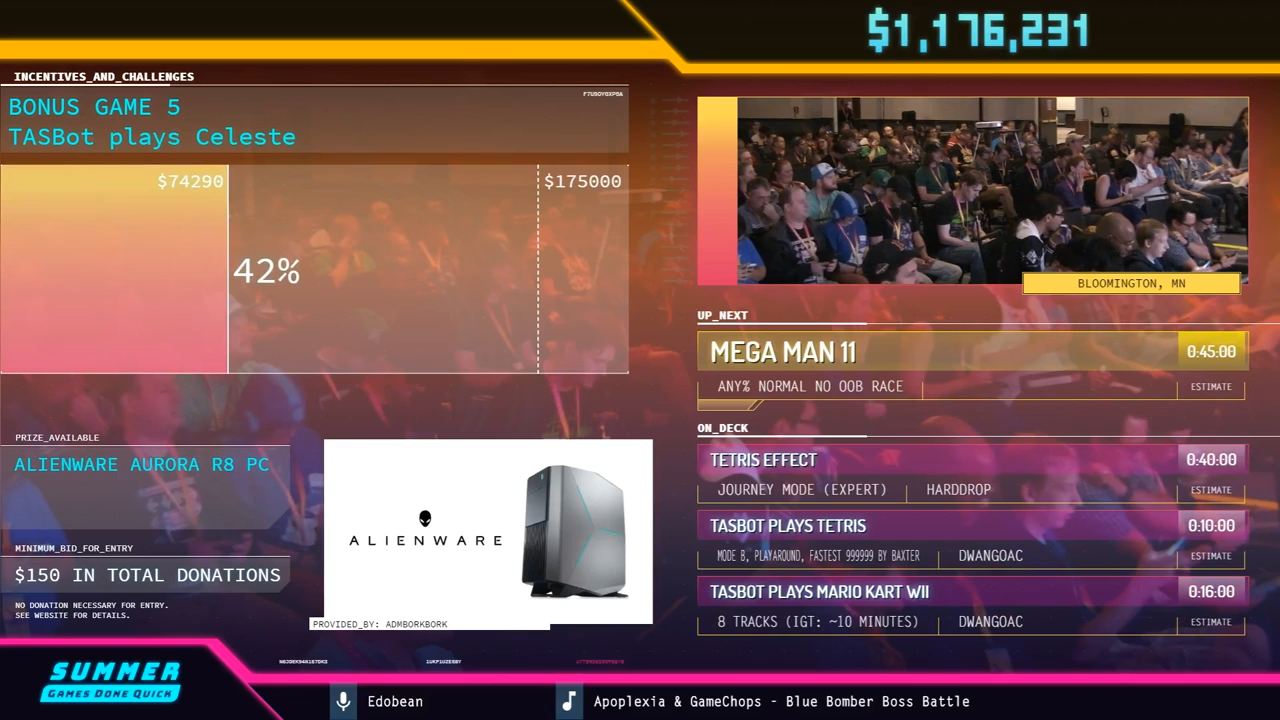 $1,176,231
INCENTIVES_AND_CHALLENGES
BONUS GAME 5
TASBot plays Celeste
$74290
$175000
42%
BLOOMINGTON, MN
UP_NEXT
MEGA MAN 11
0:45:00
ANY% NORMAL NO OOB RACE
ESTIMATE
ON_DECK
TETRIS EFFECT
0:40:00
JOURNEY MODE (EXPERT)
HARDDROP
ESTIMATE
TASBOT PLAYS TETRIS
0:10:00
MODE B, PLAYAROUND, FASTEST 999999 BY BAXTER
DWANGOAC
ESTIMATE
TASBOT PLAYS MARIO KART WII
0:16:00
8 TRACKS (IGT: ~10 MINUTES)
DWANGOAC
ESTIMATE
PRIZE_AVAILABLE
ALIENWARE AURORA R8 PC
MINIMUM_BID_FOR_ENTRY
$150 IN TOTAL DONATIONS
NO DONATION NECESSARY FOR ENTRY.
SEE WEBSITE FOR DETAILS.
ALIENWARE
PROVIDED_BY: ADMBORKBORK
SUMMER
GAMES DONE QUICK
Edobean
Apoplexia & GameChops - Blue Bomber Boss Battle